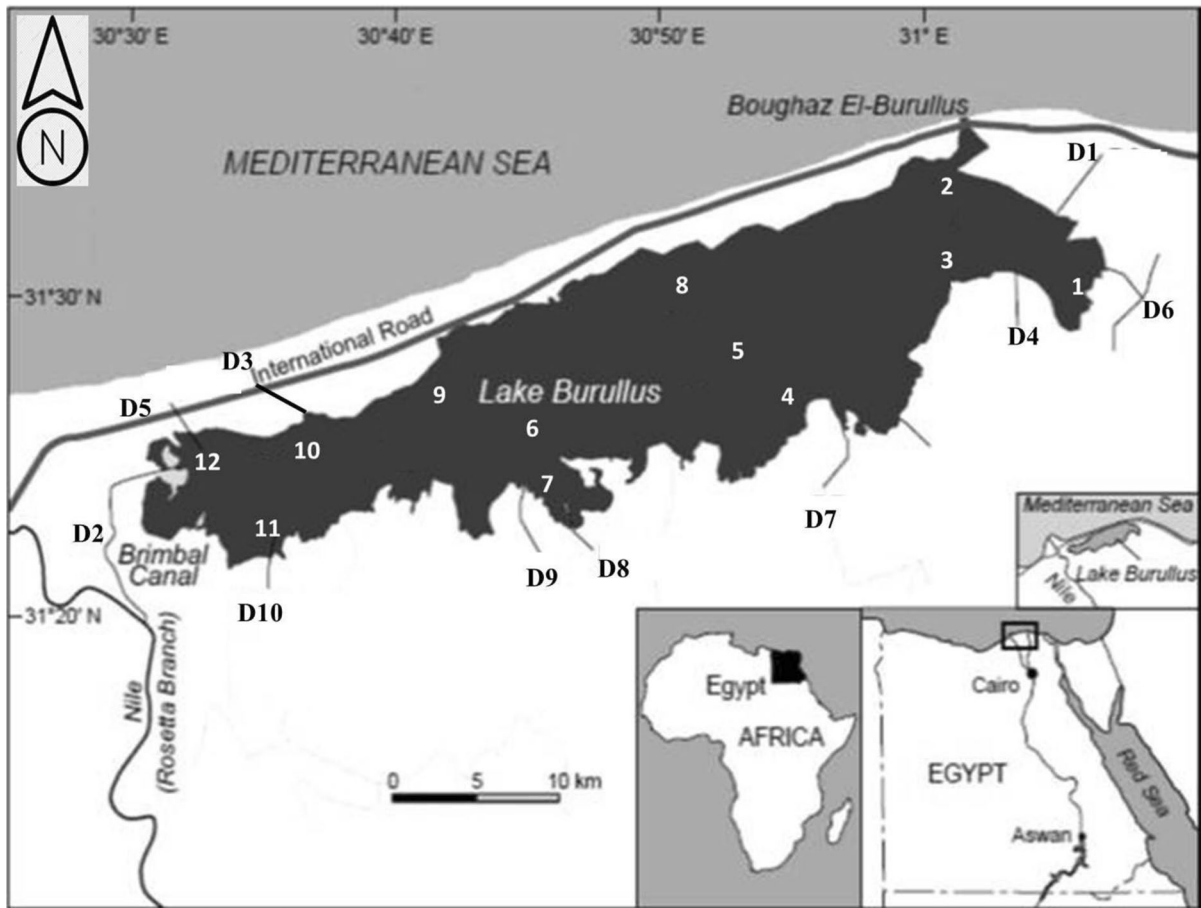 30°30' E
30°40' E
30°50' E
31° E
N
Boughaz El-Burullus
MEDITERRANEAN SEA
D1
2
3
31°30' N
8
1
D6
International Road
D4
D3
5
9
Lake Burullus
4
D5
6
10
12
7
D7
D2
11
Brimbal
Canal
D9
D8
D10
Mediterranean Sea
Lake Burullus
Nile
31°20' N
Nile
(Rosetta Branch)
Egypt
AFRICA
Cairo
EGYPT
Red Sea
Aswan
0 5 10 km